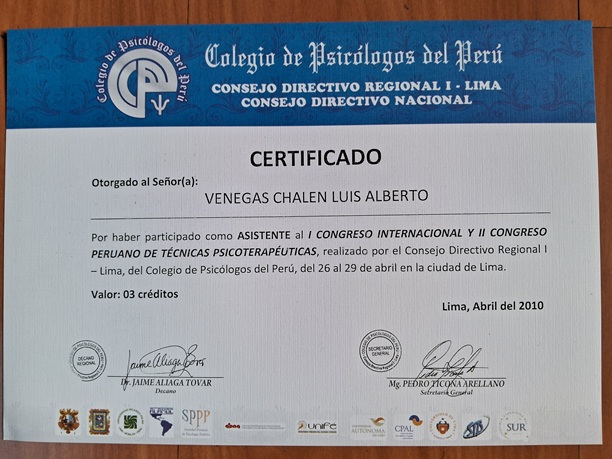 Colegio de Psicólogos del Perú
Colegio de Psicólogos del Perú
CONSEJO DIRECTIVO REGIONAL I - LIMA
CONSEJO DIRECTIVO NACIONAL
CERTIFICADO
Otorgado al Señor(a):
VENEGAS CHALEN LUIS ALBERTO
Por haber participado como ASISTENTE al I CONGRESO INTERNACIONAL Y II CONGRESO
PERUANO DE TÉCNICAS PSICOTERAPÉUTICAS, realizado por el Consejo Directivo Regional I
– Lima, del Colegio de Psicólogos del Perú, del 26 al 29 de abril en la ciudad de Lima.
Valor: 03 créditos
Lima, Abril del 2010
DECANO
REGIONAL
SECRETARIO
GENERAL
Dr. JAIME ALIAGA TOVAR
Decano
Mg. PEDRO TICONA ARELLANO
Secretario General
SPPP
unifé
UNIVERSIDAD
AUTONOMA
CPAL
SUR